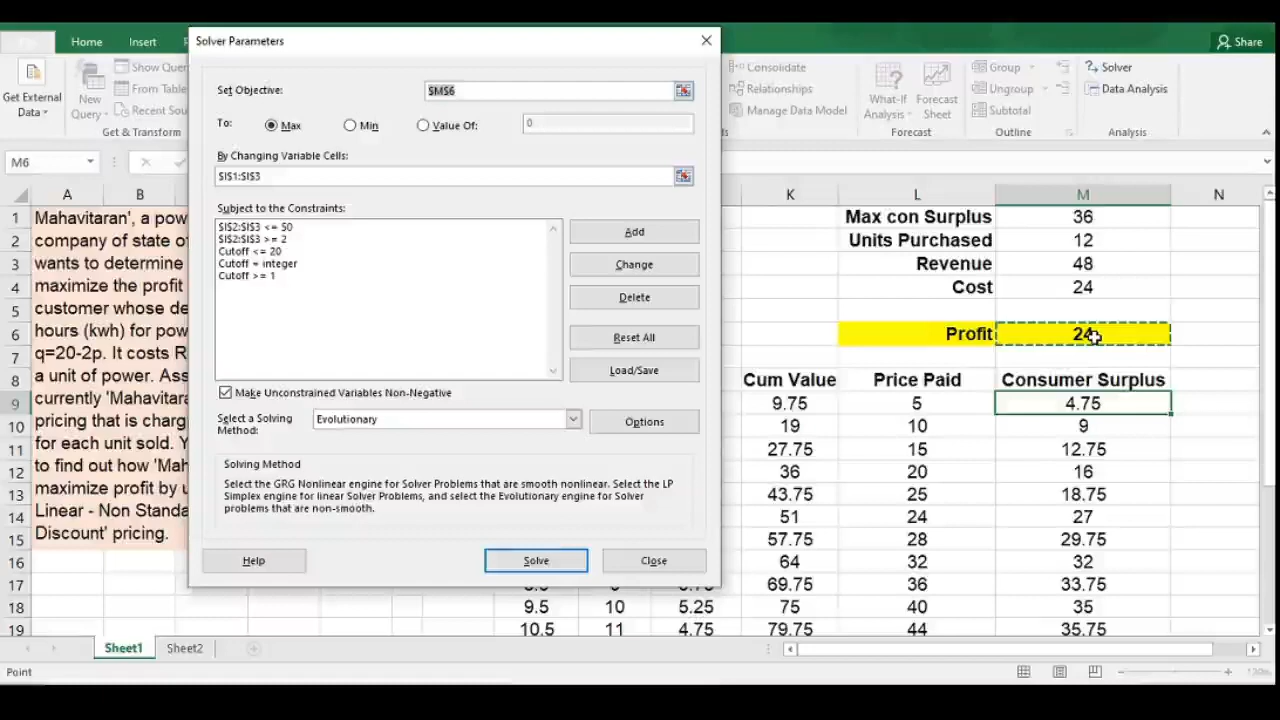 Home Insert
Share
Get External
Data
New
Query
Show Quer
From Table
Recent Sou
Get & Transform
Consolidate
Relationships
Manage Data Model
What-If
Analysis
Forecast
Sheet
Forecast
Group
Ungroup
Subtotal
Outline
Solver
Data Analysis
Analysis
M6
Solver Parameters
Set Objective: $M$6
To: Max Min Value Of: 0
By Changing Variable Cells:
$I$1:$I$3
Subject to the Constraints:
$I$2:$I$3 <= 50
$I$2:$I$3 >= 2
Cutoff <= 20
Cutoff = integer
Cutoff >= 1
Add
Change
Delete
Reset All
Load/Save
Make Unconstrained Variables Non-Negative
Select a Solving
Method:
Evolutionary
Options
Solving Method
Select the GRG Nonlinear engine for Solver Problems that are smooth nonlinear. Select the LP
Simplex engine for linear Solver Problems, and select the Evolutionary engine for Solver
problems that are non-smooth.
Help Solve Close
A B K L M N
1 Mahavitaran', a pow Max con Surplus 36
2 company of state of Units Purchased 12
3 wants to determine Revenue 48
4 maximize the profit Cost 24
5 customer whose de
6 hours (kwh) for pow Profit 24
7 q=20-2p. It costs R
8 a unit of power. Ass Cum Value Price Paid Consumer Surplus
9 currently 'Mahavitara 9.75 5 4.75
10 pricing that is charg 19 10 9
11 for each unit sold. Y 27.75 15 12.75
12 to find out how 'Mah 36 20 16
13 maximize profit by u 43.75 25 18.75
14 Linear - Non Standa 51 24 27
15 Discount' pricing. 57.75 28 29.75
16 64 32 32
17 8.5 9 5.75 69.75 36 33.75
18 9.5 10 5.25 75 40 35
19 10.5 11 4.75 79.75 44 35.75
Sheet1 Sheet2
Point